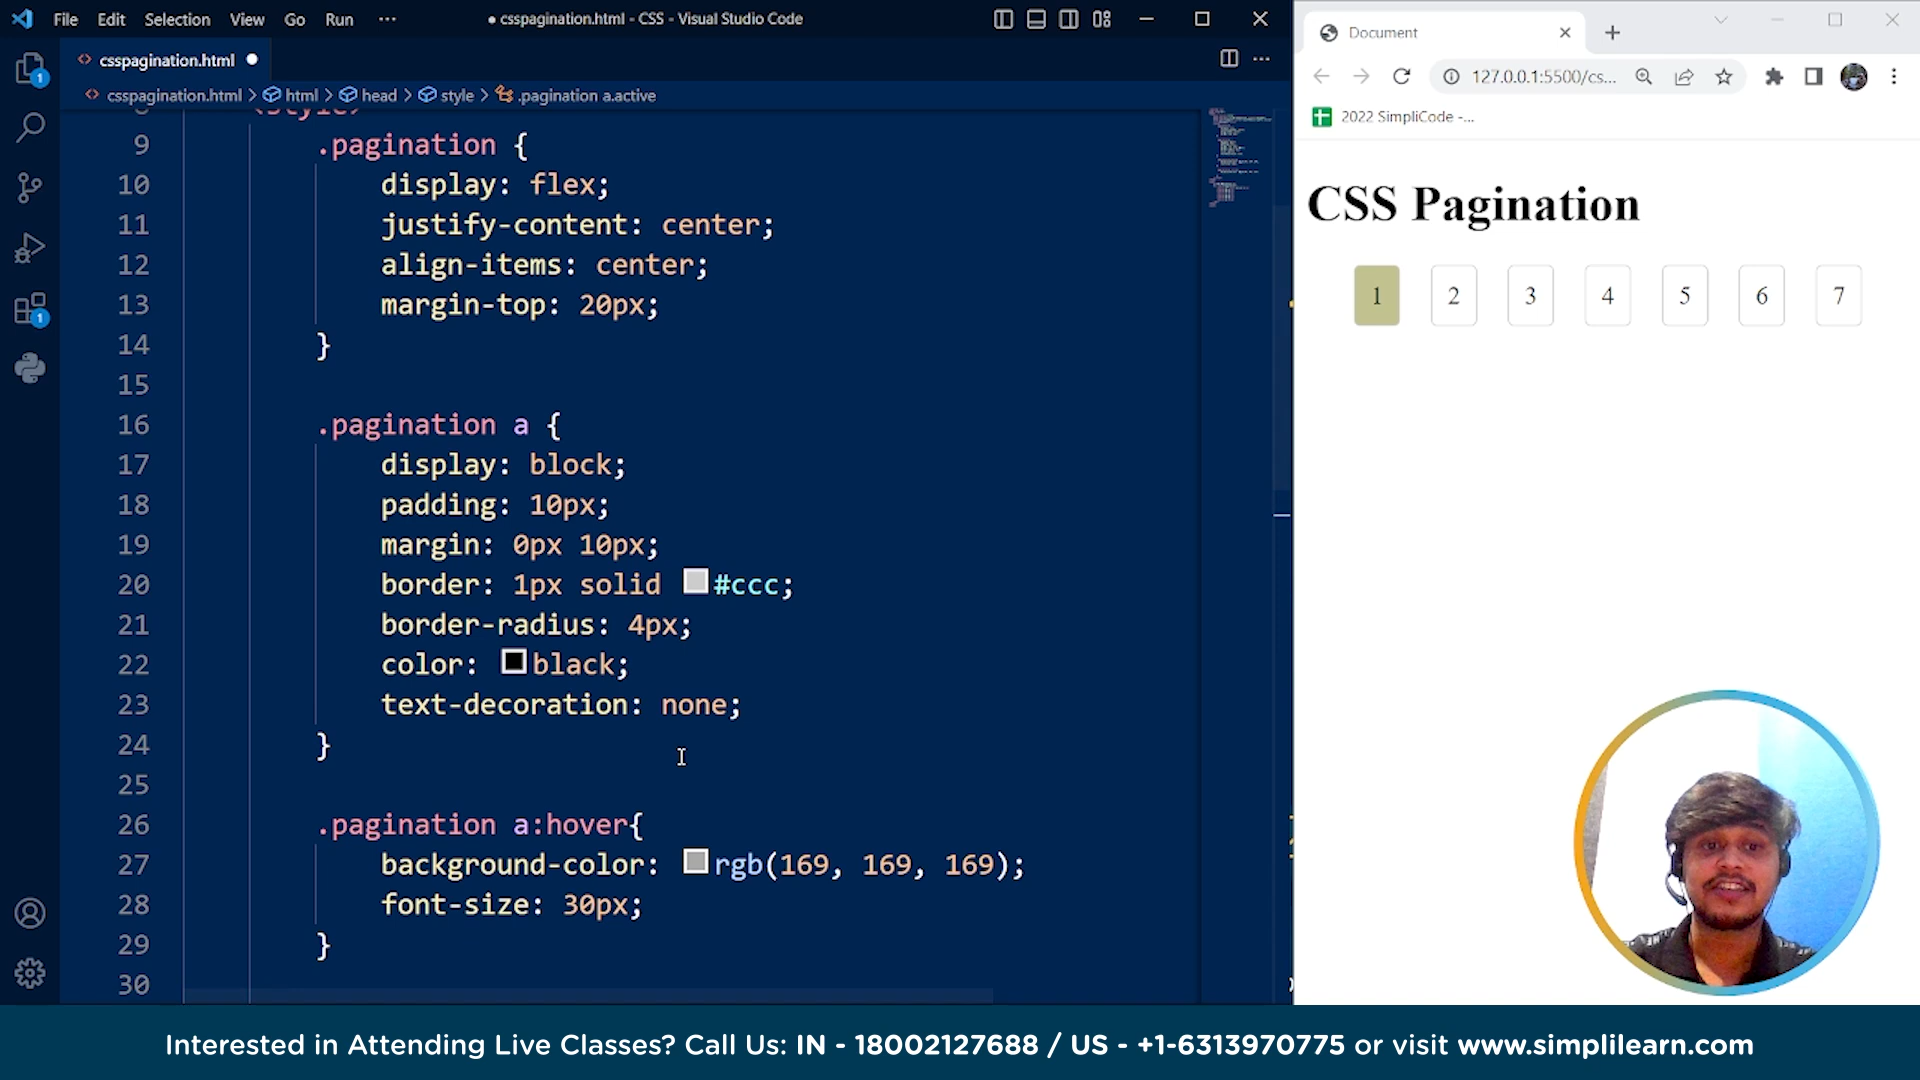 File Edit Selection View Go Run ···
● csspagination.html - CSS - Visual Studio Code
<> csspagination.html ●
<> csspagination.html > html > head > style > .pagination a.active
<style>
9 .pagination {
10 display: flex;
11 justify-content: center;
12 align-items: center;
13 margin-top: 20px;
14 }
15
16 .pagination a {
17 display: block;
18 padding: 10px;
19 margin: 0px 10px;
20 border: 1px solid #ccc;
21 border-radius: 4px;
22 color: black;
23 text-decoration: none;
24 }
25
26 .pagination a:hover{
27 background-color: rgb(169, 169, 169);
28 font-size: 30px;
29 }
30
1
1
Document
127.0.0.1:5500/cs...
2022 SimpliCode -...
CSS Pagination
1 2 3 4 5 6 7
Interested in Attending Live Classes? Call Us: IN - 18002127688 / US - +1-6313970775 or visit www.simplilearn.com